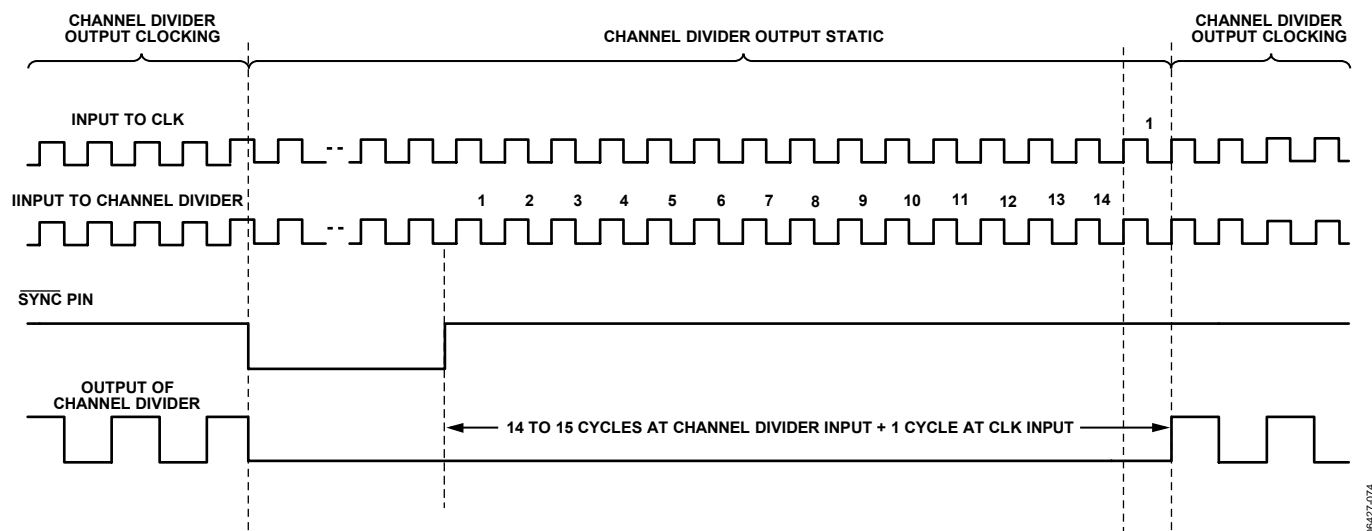 CHANNEL DIVIDER
OUTPUT CLOCKING
CHANNEL DIVIDER OUTPUT STATIC
CHANNEL DIVIDER
OUTPUT CLOCKING
INPUT TO CLK
1
IINPUT TO CHANNEL DIVIDER
1 2 3 4 5 6 7 8 9 10 11 12 13 14
SYNC PIN
OUTPUT OF
CHANNEL DIVIDER
14 TO 15 CYCLES AT CHANNEL DIVIDER INPUT + 1 CYCLE AT CLK INPUT